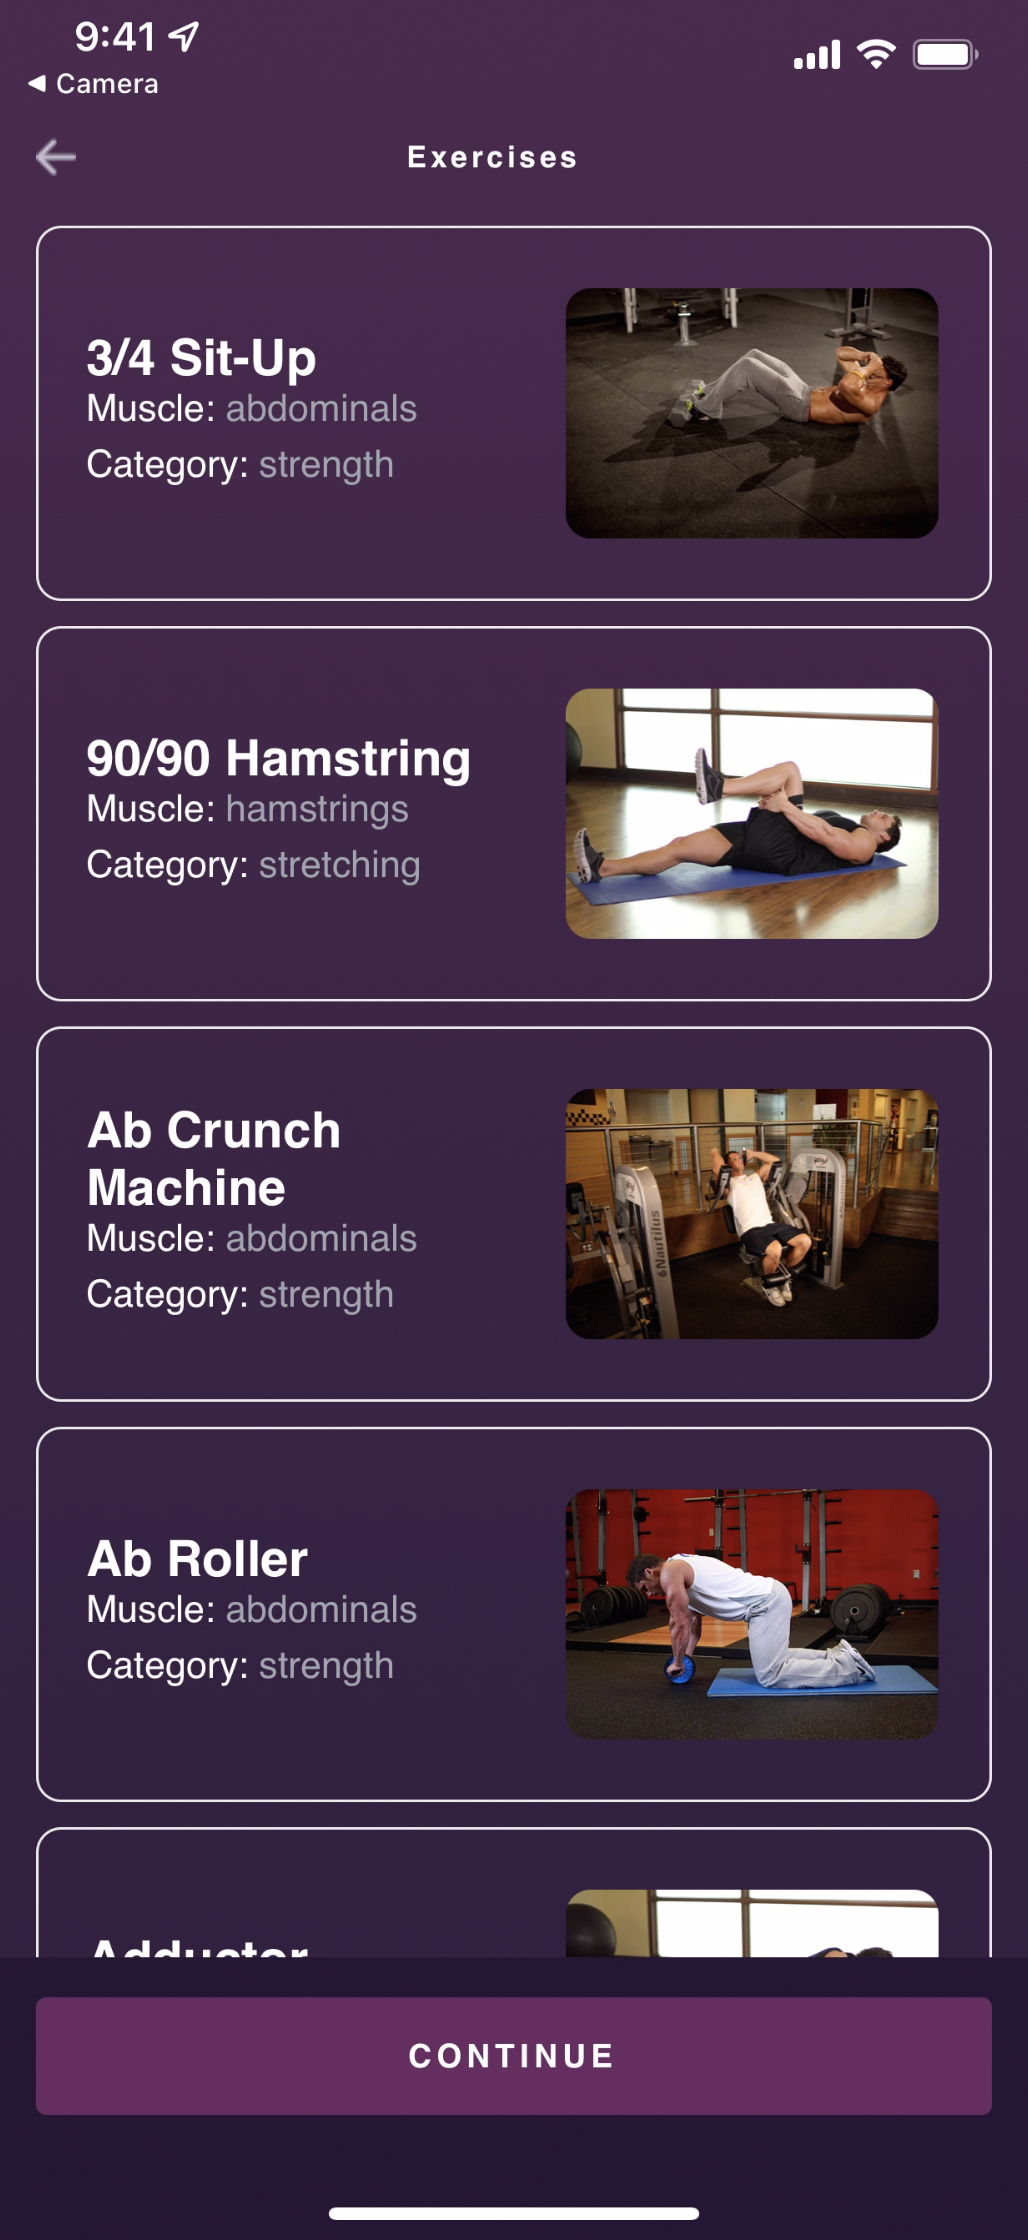 9:41
Camera
Exercises
3/4 Sit-Up
Muscle: abdominals
Category: strength
90/90 Hamstring
Muscle: hamstrings
Category: stretching
Ab Crunch
Machine
Muscle: abdominals
Category: strength
Nautilus
Ab Roller
Muscle: abdominals
Category: strength
Adductor
CONTINUE